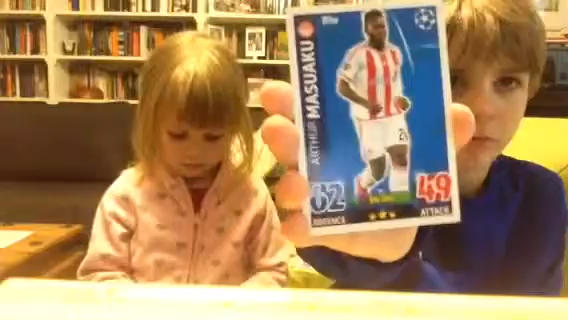 Topps
ARTHUR
MASUAKU
62
DEFENCE
49
ATTACK